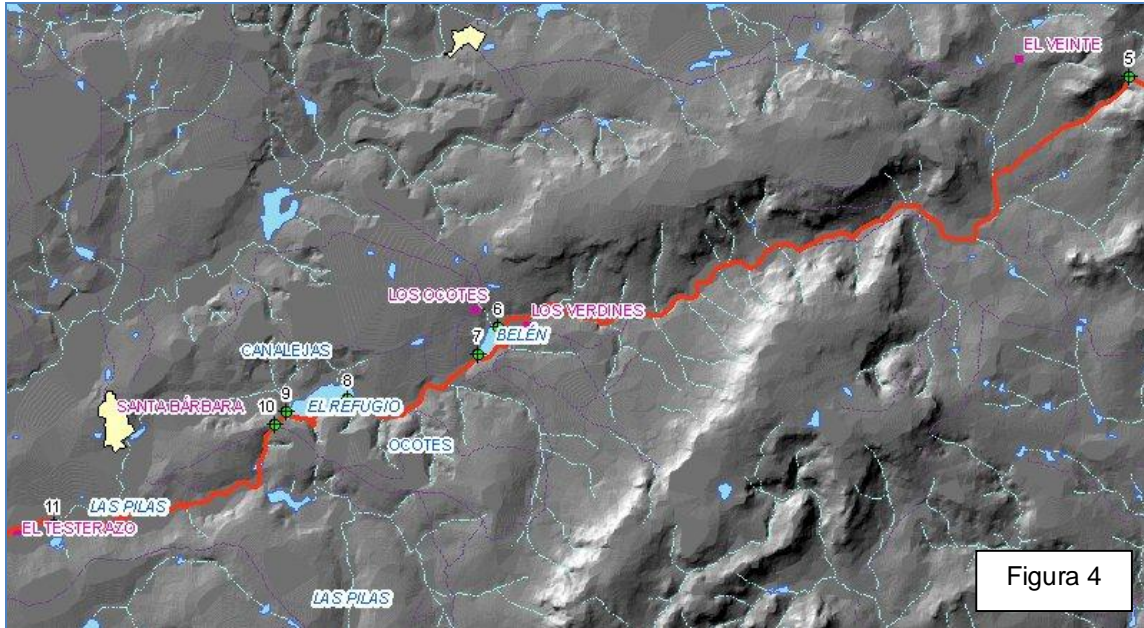 EL VEINTE
5
LOS OCOTES
6
LOS VERDINES
BELÉN
7
CANALEJAS
8
9
SANTA BÁRBARA
EL REFUGIO
10
OCOTES
LAS PILAS
11
EL TESTERAZO
LAS PILAS
Figura 4